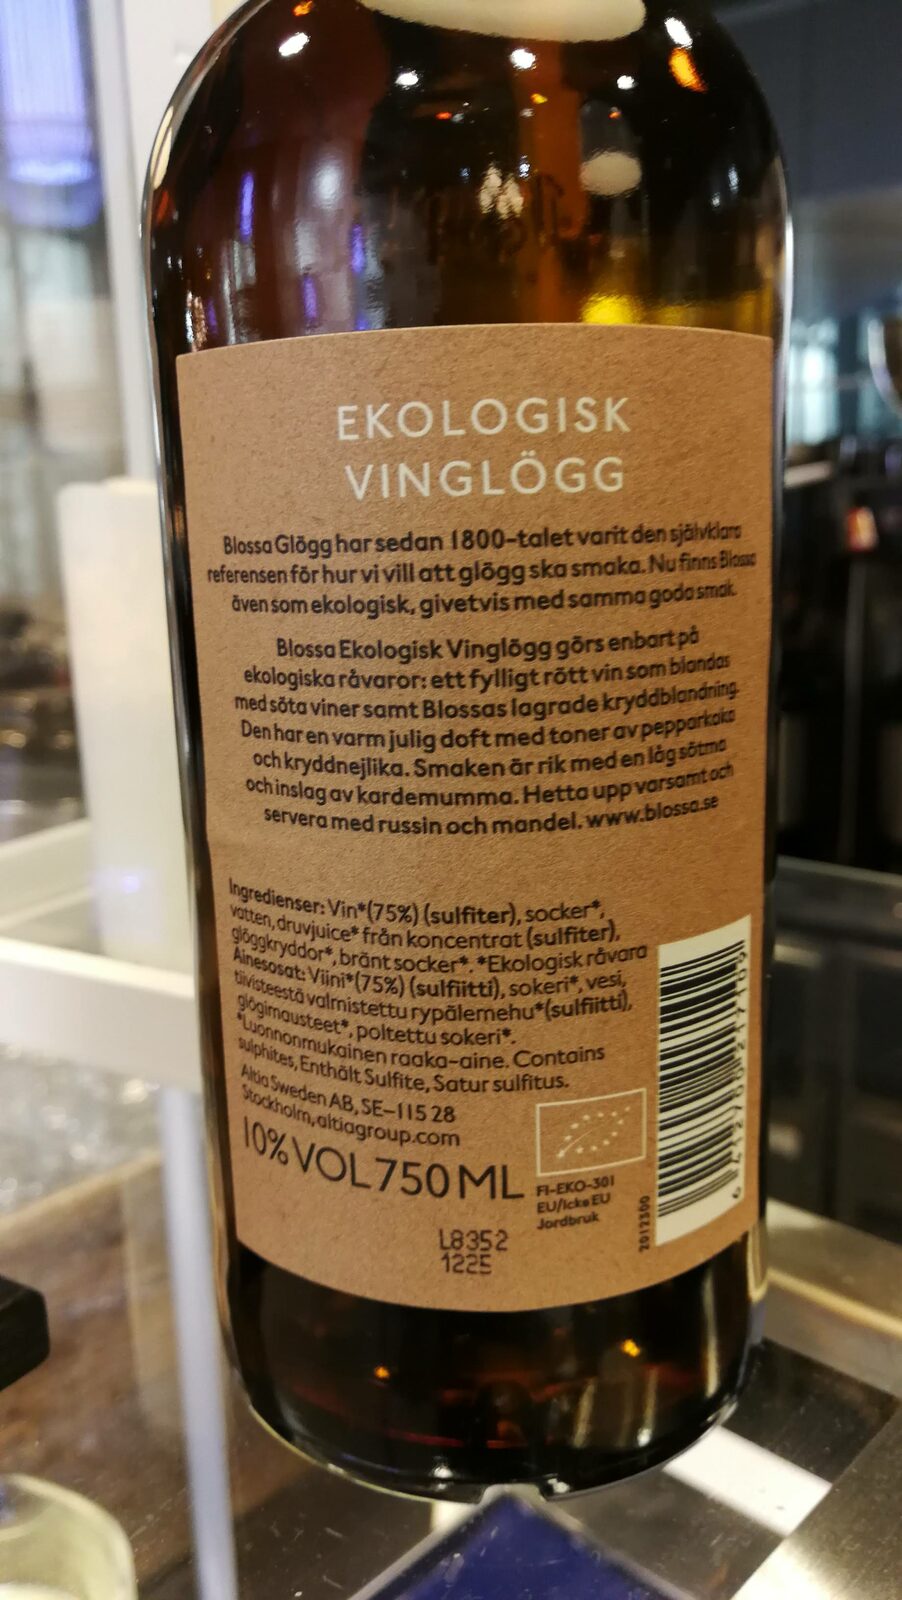 EKOLOGISK
VINGLÖGG
Blossa Glögg har sedan 1800-talet varit den självklara
referensen för hur vi vill att glögg ska smaka. Nu finns Blossa
även som ekologisk, givetvis med samma goda smak.
Blossa Ekologisk Vinglögg görs enbart på
ekologiska råvaror: ett fylligt rött vin som blandas
med söta viner samt Blossas lagrade kryddblandning.
Den har en varm julig doft med toner av pepparkaka
och kryddnejlika. Smaken är rik med en låg sötma
och inslag av kardemumma. Hetta upp varsamt och
servera med russin och mandel. www.blossa.se
Ingredienser: Vin*(75%) (sulfiter), socker*,
vatten, druvjuice* från koncentrat (sulfiter),
glöggkryddor*, bränt socker*. *Ekologisk råvara
Ainesosat: Viini*(75%) (sulfiitti), sokeri*, vesi,
tiivisteestä valmistettu rypälemehu*(sulfiitti),
glögimausteet*, poltettu sokeri*.
*Luonnonmukainen raaka-aine. Contains
sulphites, Enthält Sulfite, Satur sulfitus.
Altia Sweden AB, SE-115 28
Stockholm, altiagroup.com
10% VOL 750 ML
FI-EKO-301
EU/Icke EU
Jordbruk
L8352
1225
2012300
6 412700 217109